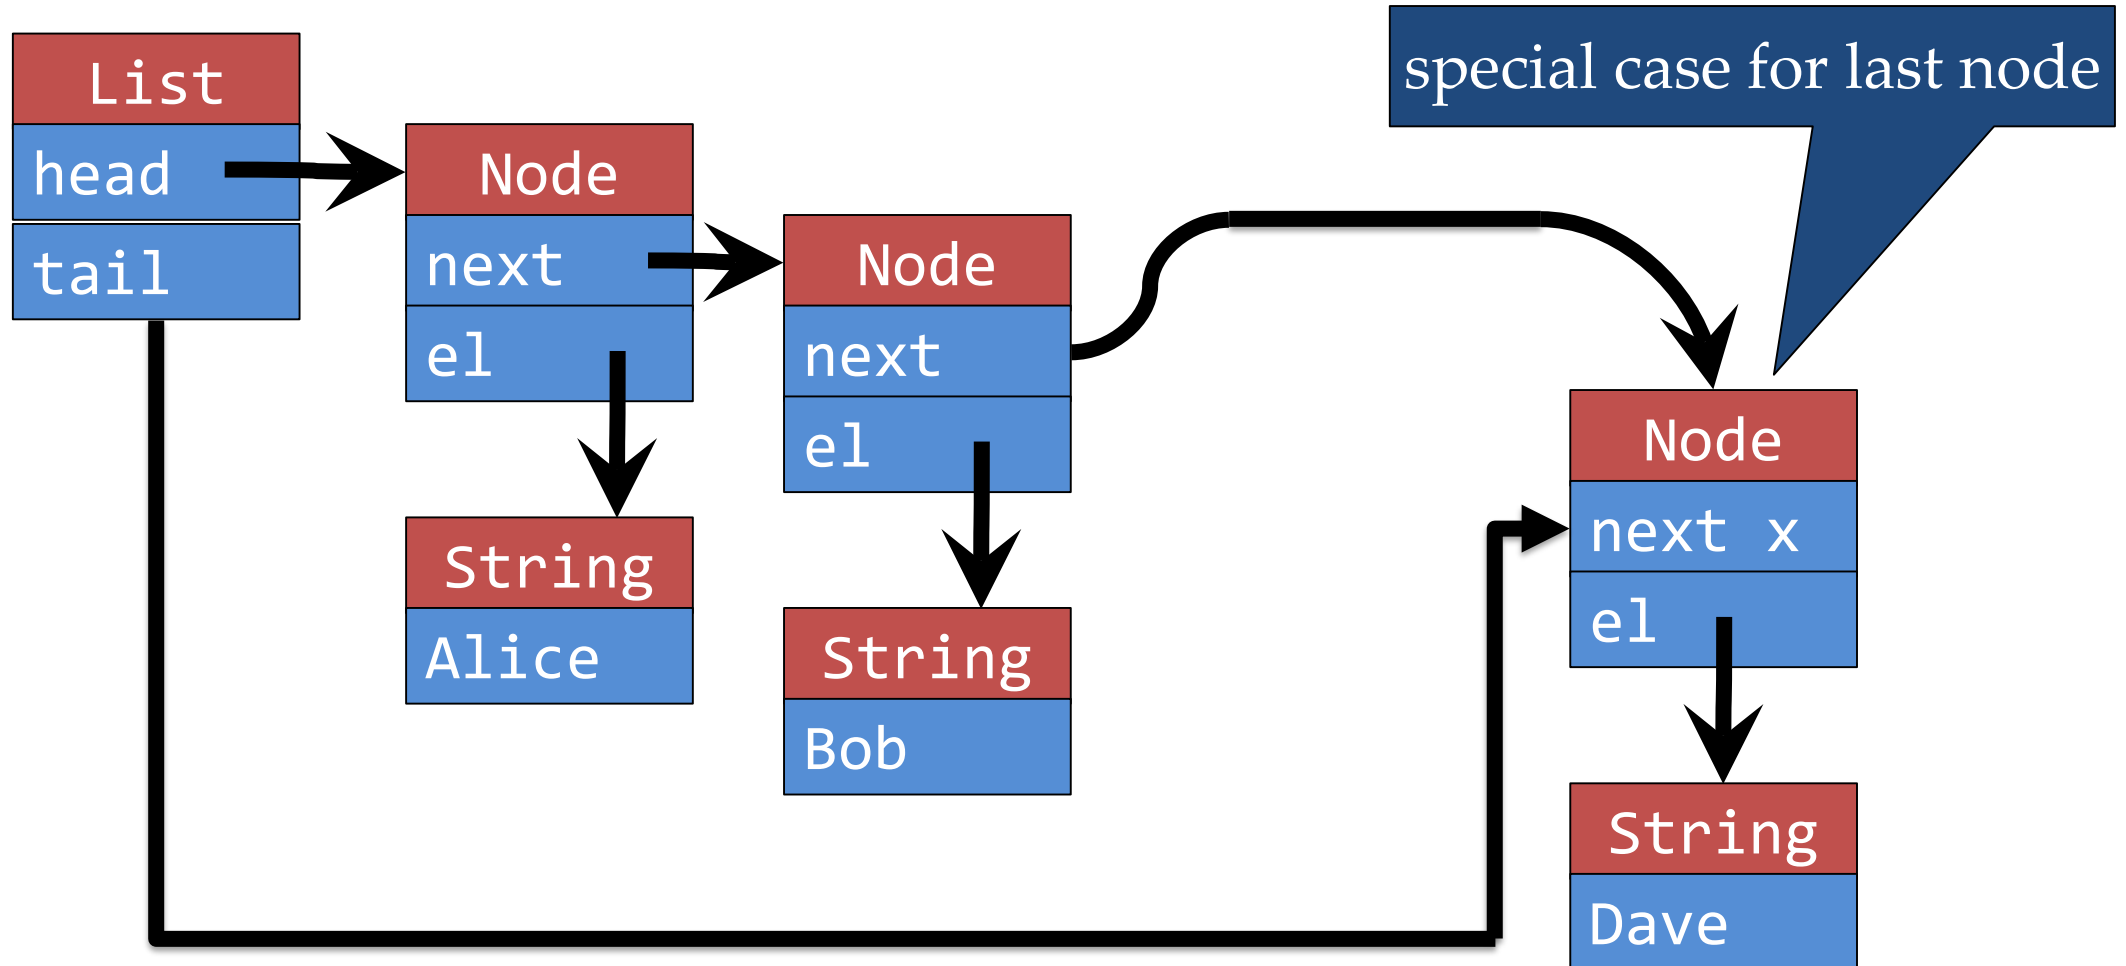 special case for last node
List
head
tail
Node
next
el
Node
next
el
Node
next x
el
String
Alice
String
Bob
String
Dave